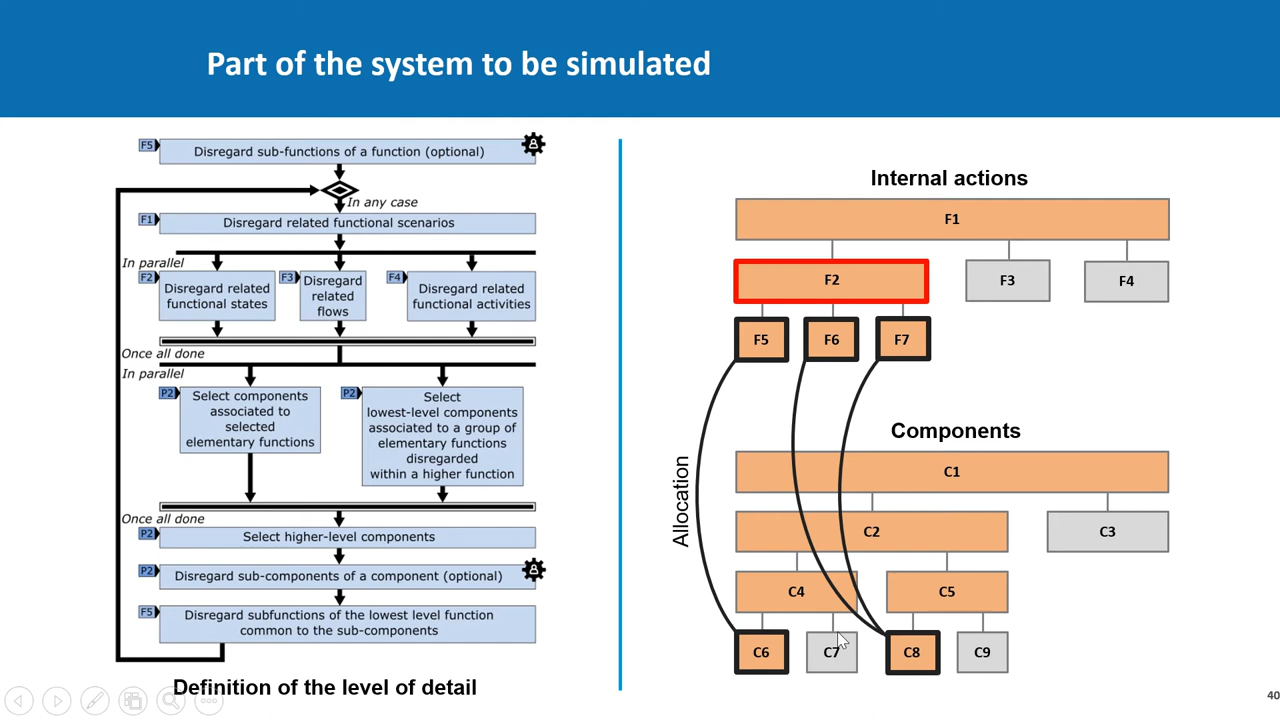 Part of the system to be simulated
F5
Disregard sub-functions of a function (optional)
In any case
F1
Disregard related functional scenarios
In parallel
F2
Disregard related
functional states
F3
Disregard
related
flows
F4
Disregard related
functional activities
Once all done
In parallel
P2
Select components
associated to
selected
elementary functions
P2
Select
lowest-level components
associated to a group of
elementary functions
disregarded
within a higher function
Once all done
P2
Select higher-level components
P2
Disregard sub-components of a component (optional)
F5
Disregard subfunctions of the lowest level function
common to the sub-components
Definition of the level of detail
Internal actions
F1
F2
F3
F4
F5
F6
F7
Allocation
Components
C1
C2
C3
C4
C5
C6
C7
C8
C9
40